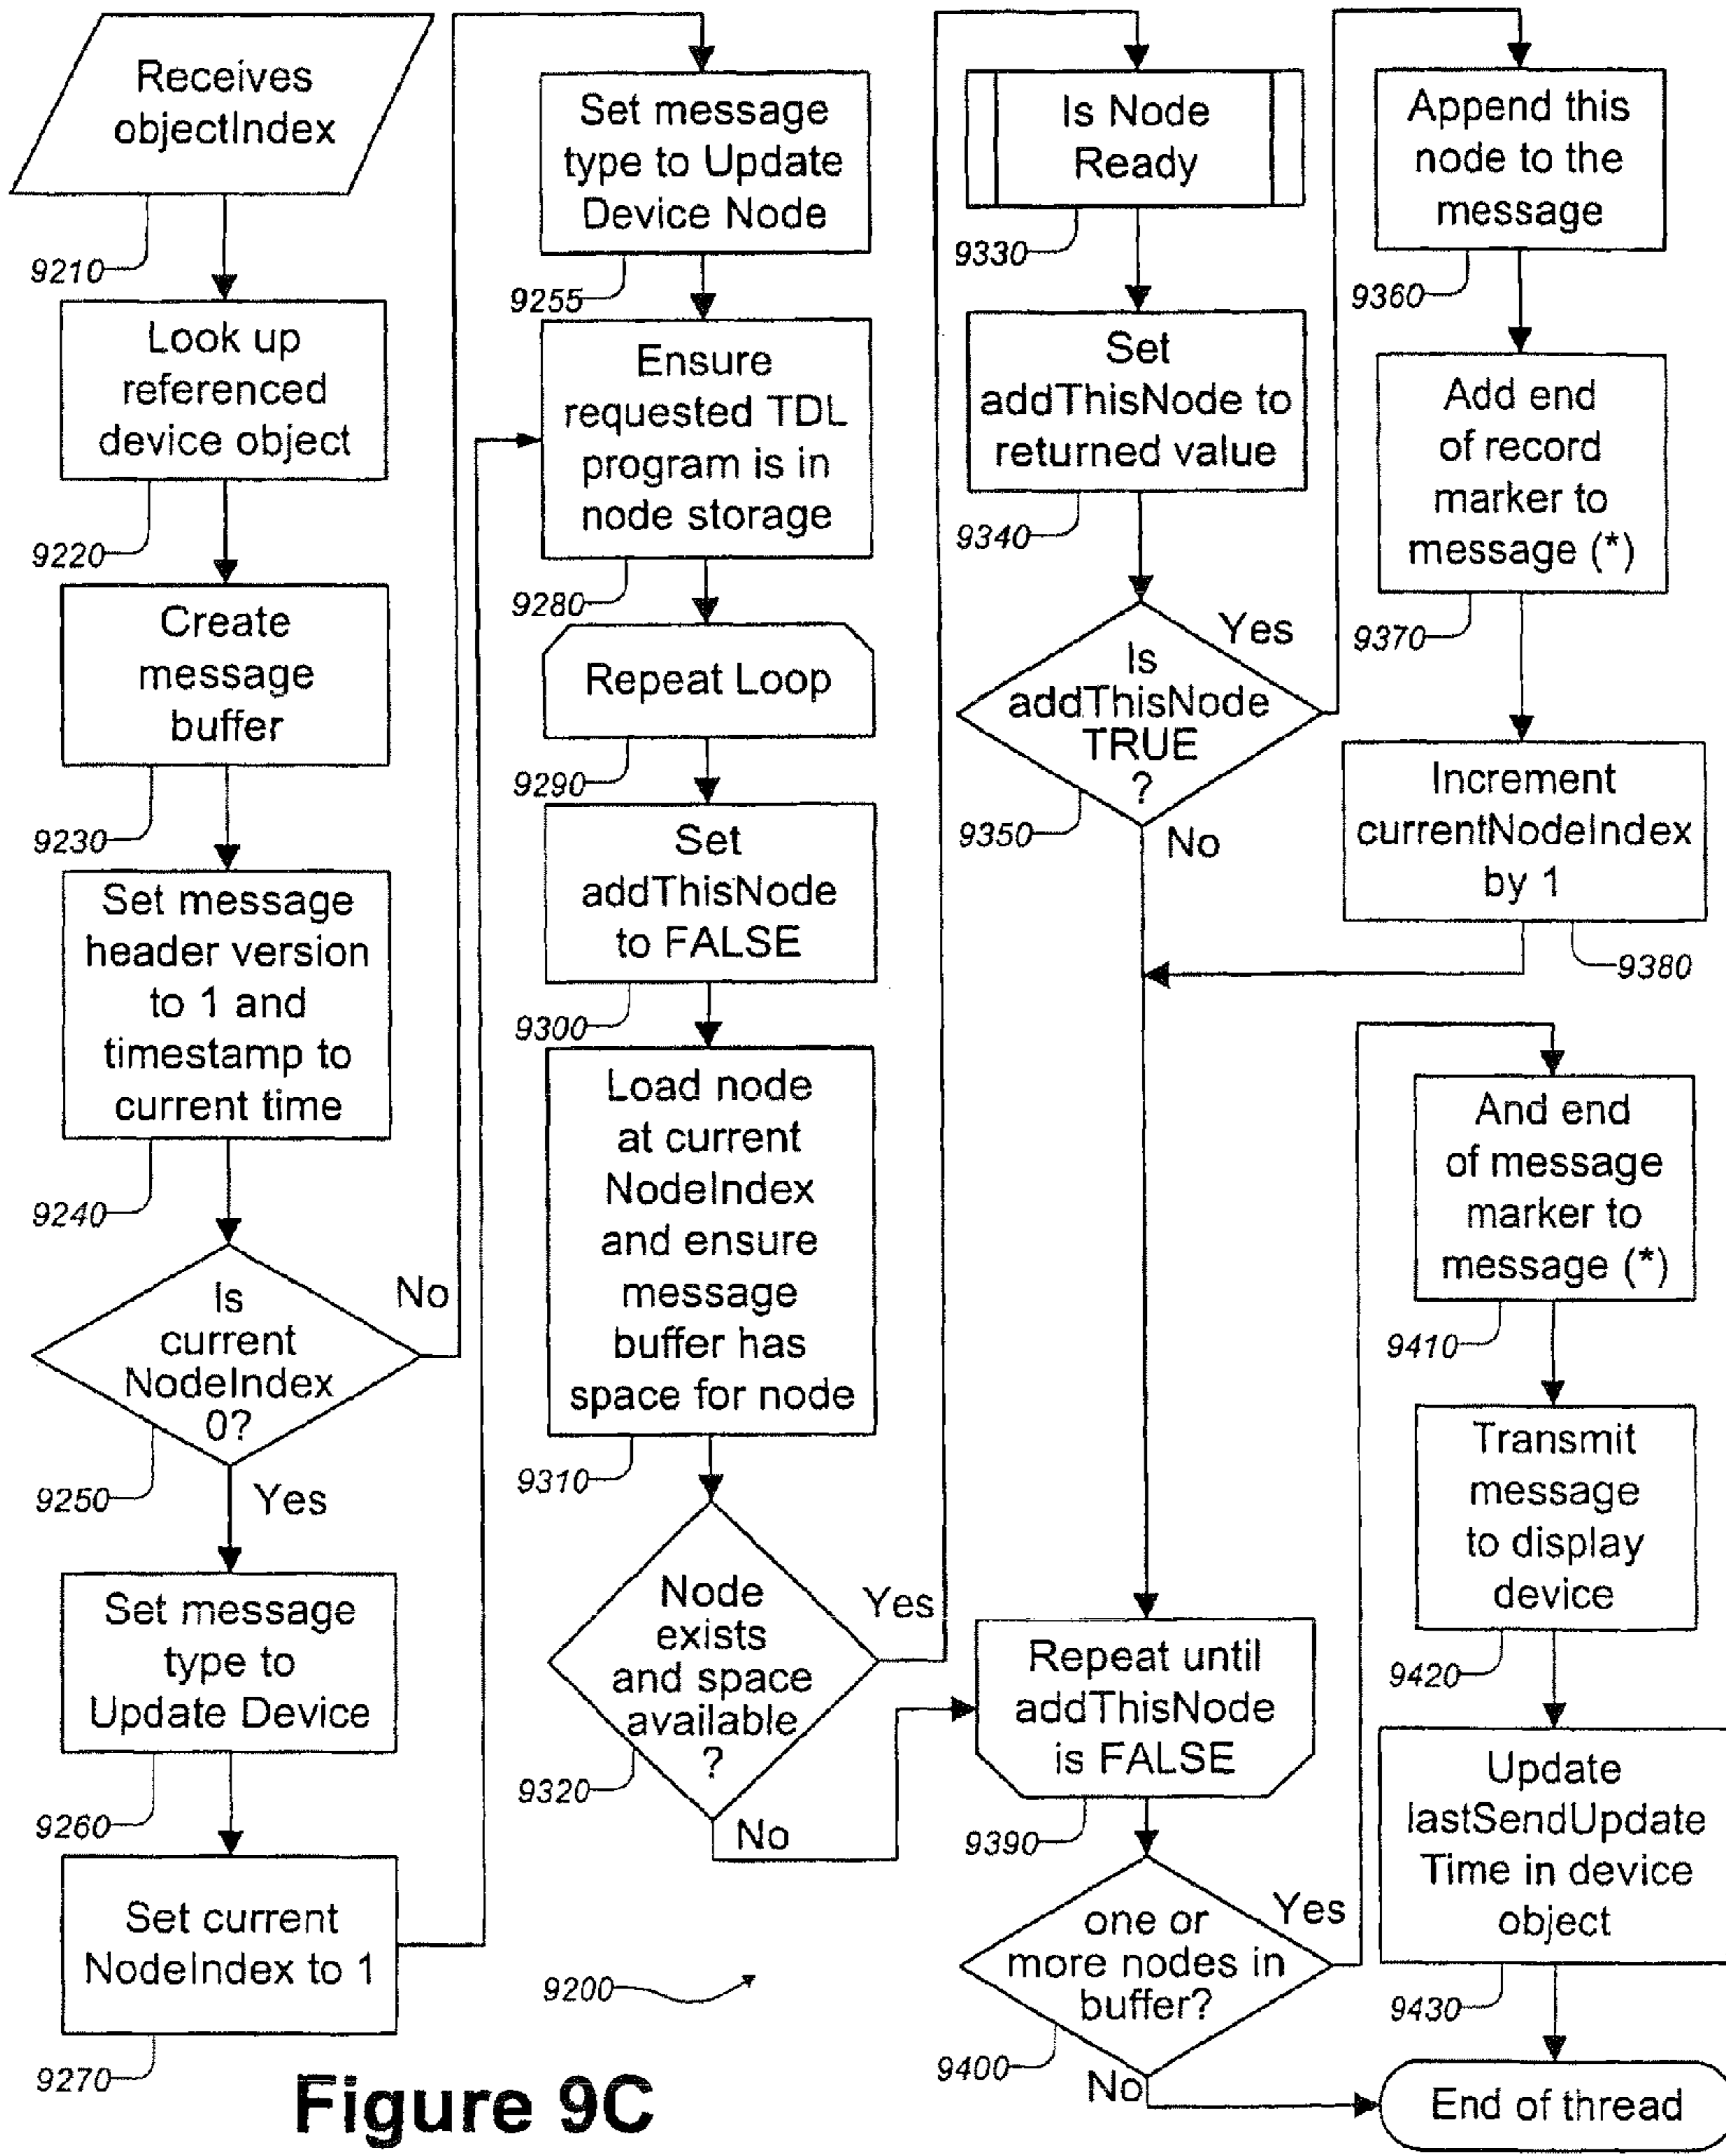 Receives
objectIndex
9210
Look up
referenced
device object
9220
Create
message
buffer
9230
Set message
header version
to 1 and
timestamp to
current time
9240
Is
current
NodeIndex
0?
No
9250
Yes
Set message
type to
Update Device
9260
Set current
NodeIndex to 1
9270
Set message
type to Update
Device Node
9255
Ensure
requested TDL
program is in
node storage
9280
Repeat Loop
9290
Set
addThisNode
to FALSE
9300
Load node
at current
NodeIndex
and ensure
message
buffer has
space for node
9310
Node
exists
and space
available
?
Yes
9320
No
9200
Is Node
Ready
9330
Set
addThisNode to
returned value
9340
Yes
Is
addThisNode
TRUE
?
9350
No
Repeat until
addThisNode
is FALSE
9390
one or
more nodes in
buffer?
Yes
9400
No
Append this
node to the
message
9360
Add end
of record
marker to
message (*)
9370
Increment
currentNodeIndex
by 1
9380
And end
of message
marker to
message (*)
9410
Transmit
message
to display
device
9420
Update
lastSendUpdate
Time in device
object
9430
End of thread
Figure 9C